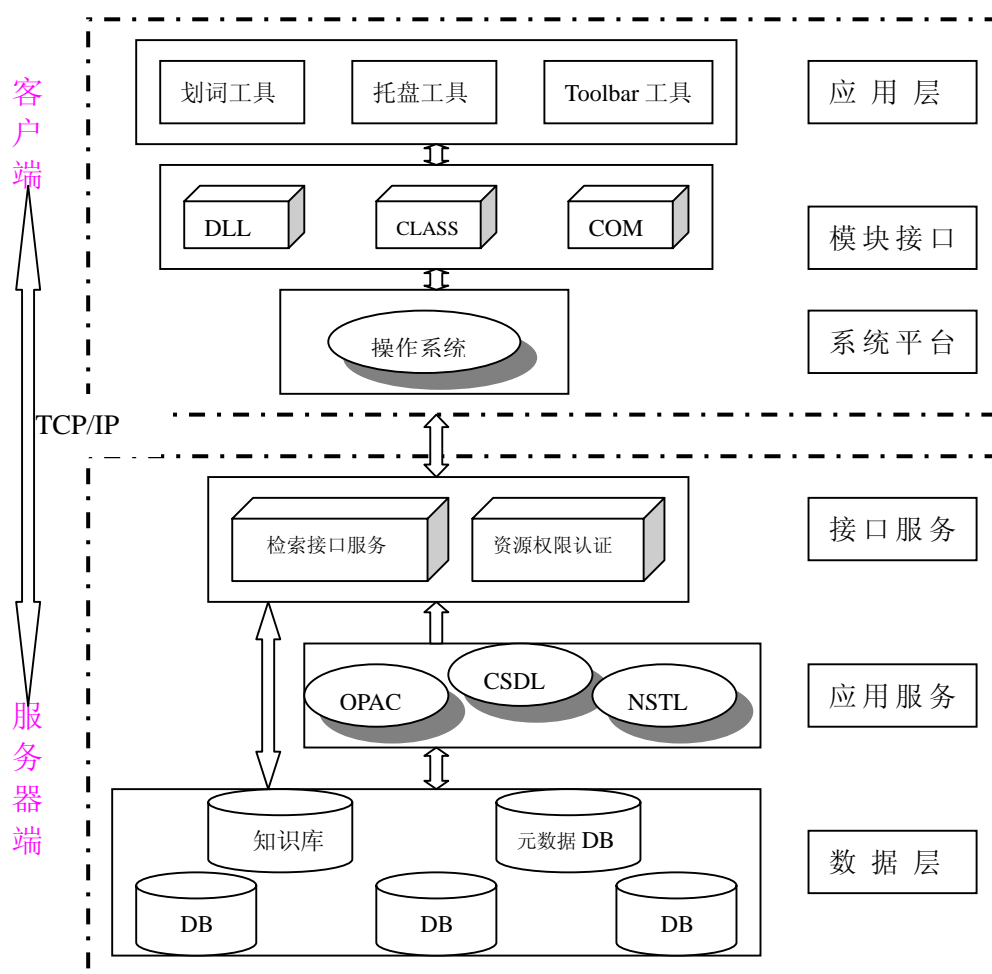 客户端
划词工具 托盘工具 Toolbar 工具 应用层
DLL CLASS COM 模块接口
操作系统 系统平台
TCP/IP
检索接口服务 资源权限认证 接口服务
OPAC CSDL NSTL 应用服务
服务器端
知识库 元数据 DB 数据层
DB DB DB